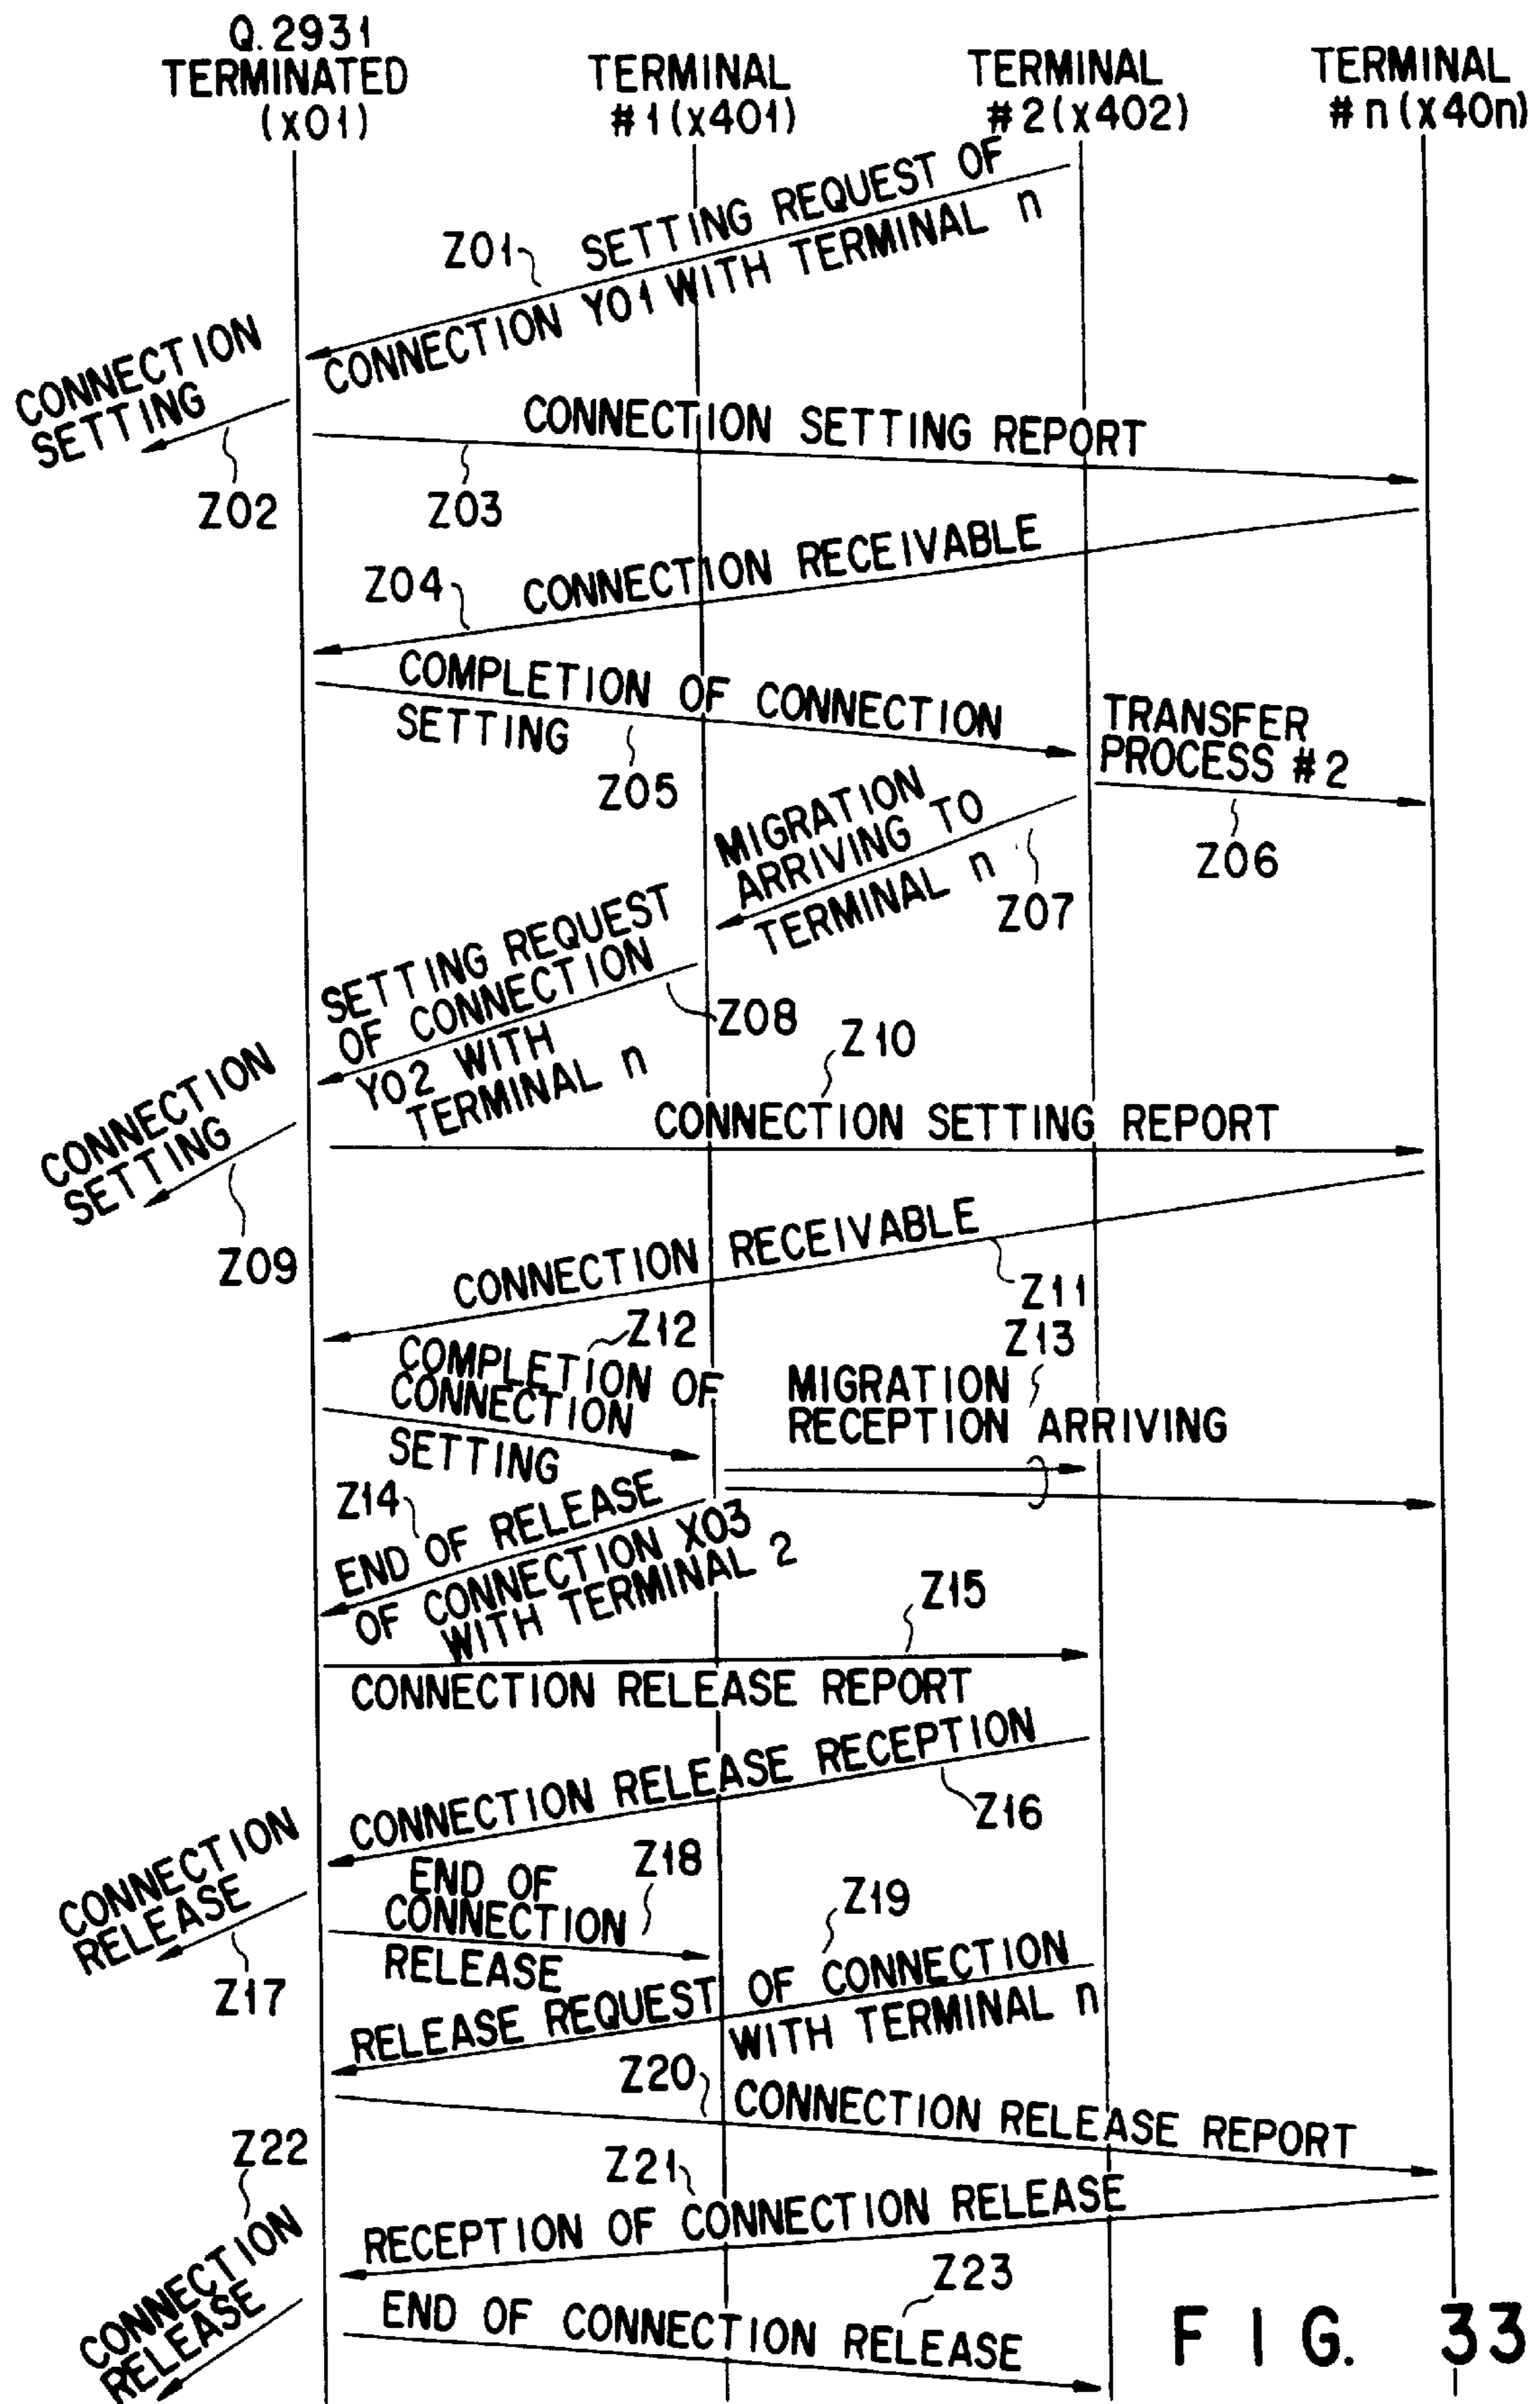 Q.2931
TERMINATED
(X01)
TERMINAL
#1(X401)
TERMINAL
#2(X402)
TERMINAL
#n(X40n)
Z01
SETTING REQUEST OF
CONNECTION Y01 WITH TERMINAL n
CONNECTION
SETTING
Z02
CONNECTION SETTING REPORT
Z03
Z04
CONNECTION RECEIVABLE
COMPLETION OF CONNECTION
SETTING
Z05
TRANSFER
PROCESS #2
Z06
MIGRATION
ARRIVING TO
TERMINAL n
Z07
SETTING REQUEST
OF CONNECTION
Y02 WITH
TERMINAL n
Z08
CONNECTION
SETTING
Z09
Z10
CONNECTION SETTING REPORT
CONNECTION RECEIVABLE
Z11
Z12
COMPLETION OF
CONNECTION
SETTING
Z13
MIGRATION
RECEPTION ARRIVING
Z14
END OF RELEASE
OF CONNECTION X03
WITH TERMINAL 2
Z15
CONNECTION RELEASE REPORT
CONNECTION RELEASE RECEPTION
Z16
CONNECTION
RELEASE
Z17
END OF
CONNECTION
RELEASE
Z18
Z19
RELEASE REQUEST OF CONNECTION
WITH TERMINAL n
Z20
CONNECTION RELEASE REPORT
Z21
RECEPTION OF CONNECTION RELEASE
Z22
CONNECTION
RELEASE
Z23
END OF CONNECTION RELEASE
FIG. 33